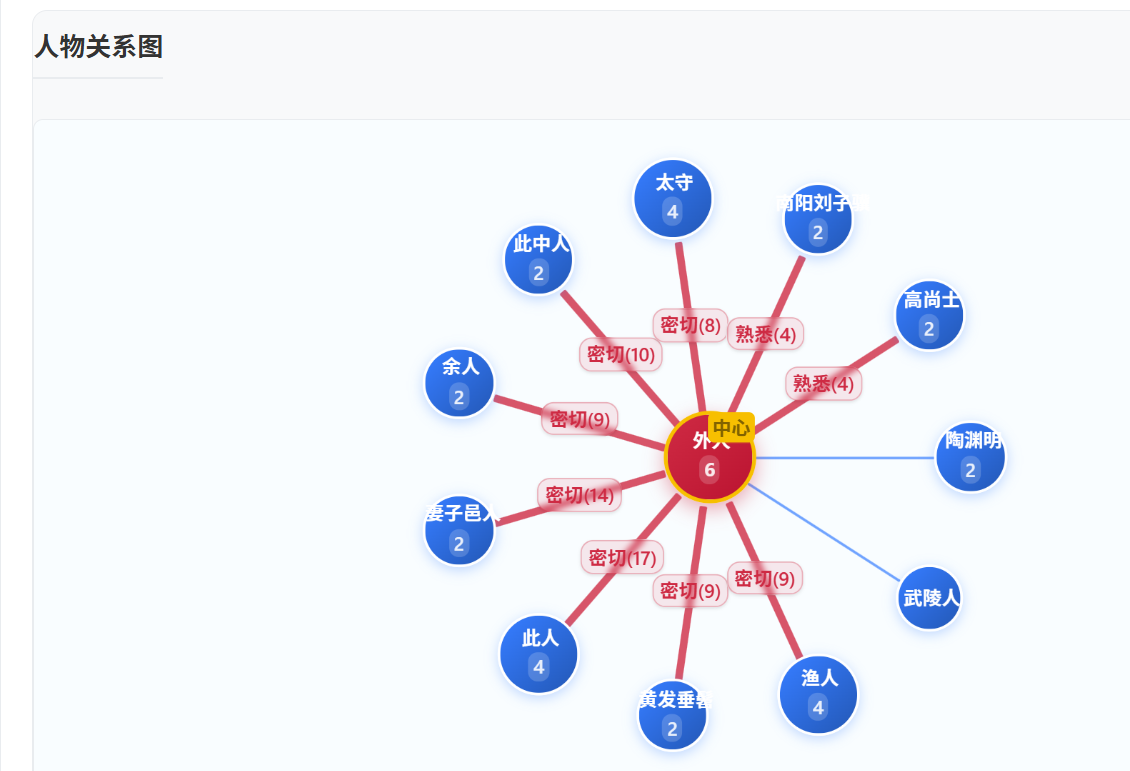 人物关系图
太守
4
南阳刘子
2
此中人
2
高尚士
2
密切(8)
熟悉(4)
密切(10)
熟悉(4)
余人
2
密切(9)
中心
外人
6
陶渊明
2
密切(14)
妻子邑人
2
密切(17)
密切(9)
密切(9)
武陵人
此人
4
渔人
4
黄发垂髫
2